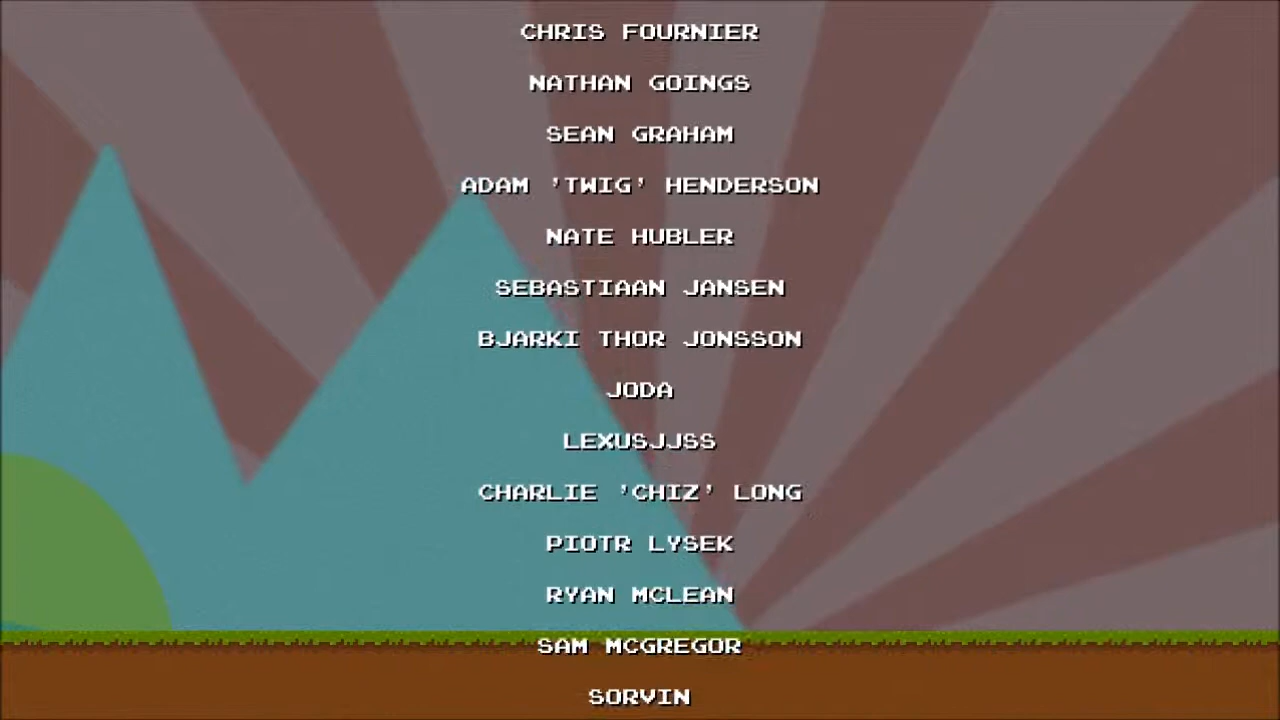 CHRIS FOURNIER
NATHAN GOINGS
SEAN GRAHAM
ADAM 'TWIG' HENDERSON
NATE HUBLER
SEBASTIAAN JANSEN
BJARKI THOR JONSSON
JODA
LEXUSJJSS
CHARLIE 'CHIZ' LONG
PIOTR LYSEK
RYAN MCLEAN
SAM MCGREGOR
SORVIN